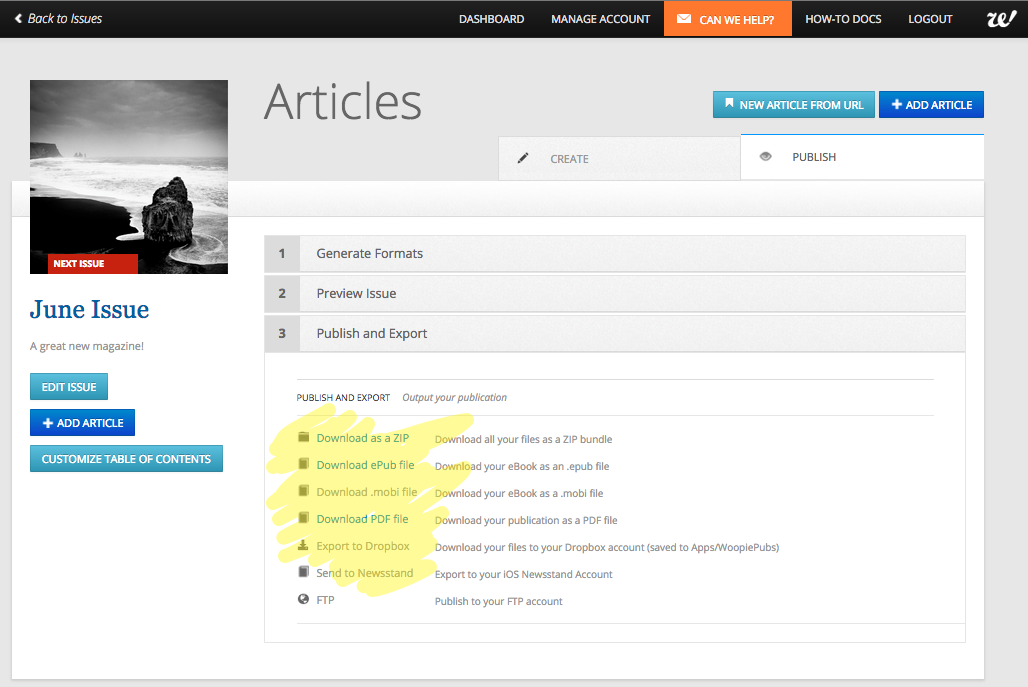 Back to Issues
DASHBOARD MANAGE ACCOUNT CAN WE HELP? HOW-TO DOCS LOGOUT we!
Articles
NEW ARTICLE FROM URL ADD ARTICLE
CREATE PUBLISH
NEXT ISSUE
June Issue
A great new magazine!
EDIT ISSUE
ADD ARTICLE
CUSTOMIZE TABLE OF CONTENTS
1 Generate Formats
2 Preview Issue
3 Publish and Export
PUBLISH AND EXPORT Output your publication
Download as a ZIP Download all your files as a ZIP bundle
Download ePub file Download your eBook as an .epub file
Download .mobi file Download your eBook as a .mobi file
Download PDF file Download your publication as a PDF file
Export to Dropbox Download your files to your Dropbox account (saved to Apps/WoopiePubs)
Send to Newsstand Export to your iOS Newsstand Account
FTP Publish to your FTP account